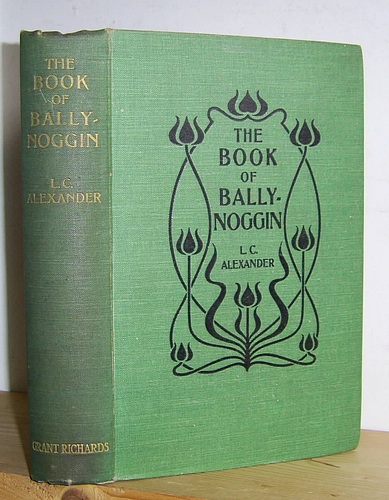 THE
BOOK
OF
BALLY-
NOGGIN
L.C.
ALEXANDER
GRANT RICHARDS
THE
BOOK
OF
BALLY-
NOGGIN
L.C.
ALEXANDER